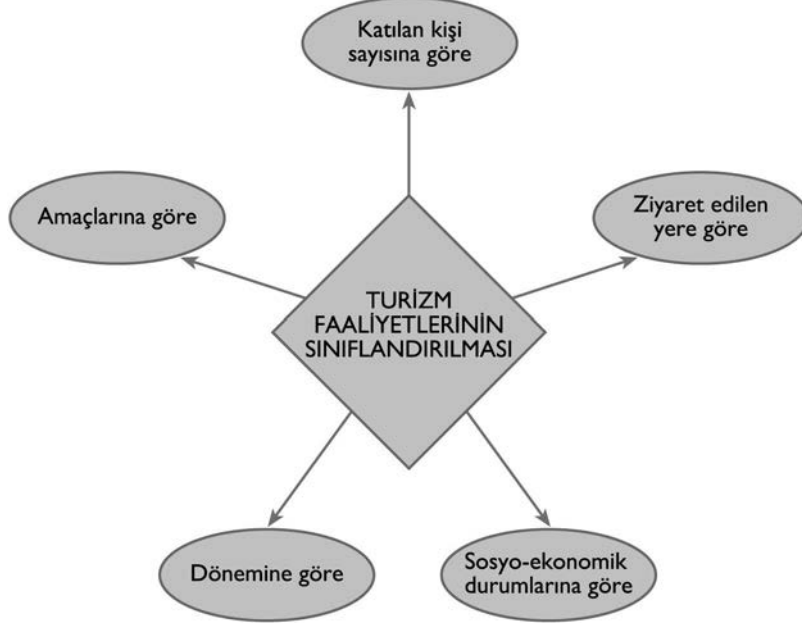 Katılan kişi
sayısına göre
Amaçlarına göre
Ziyaret edilen
yere göre
TURİZM
FAALİYETLERİNİN
SINIFLANDIRILMASI
Dönemine göre
Sosyo-ekonomik
durumlarına göre